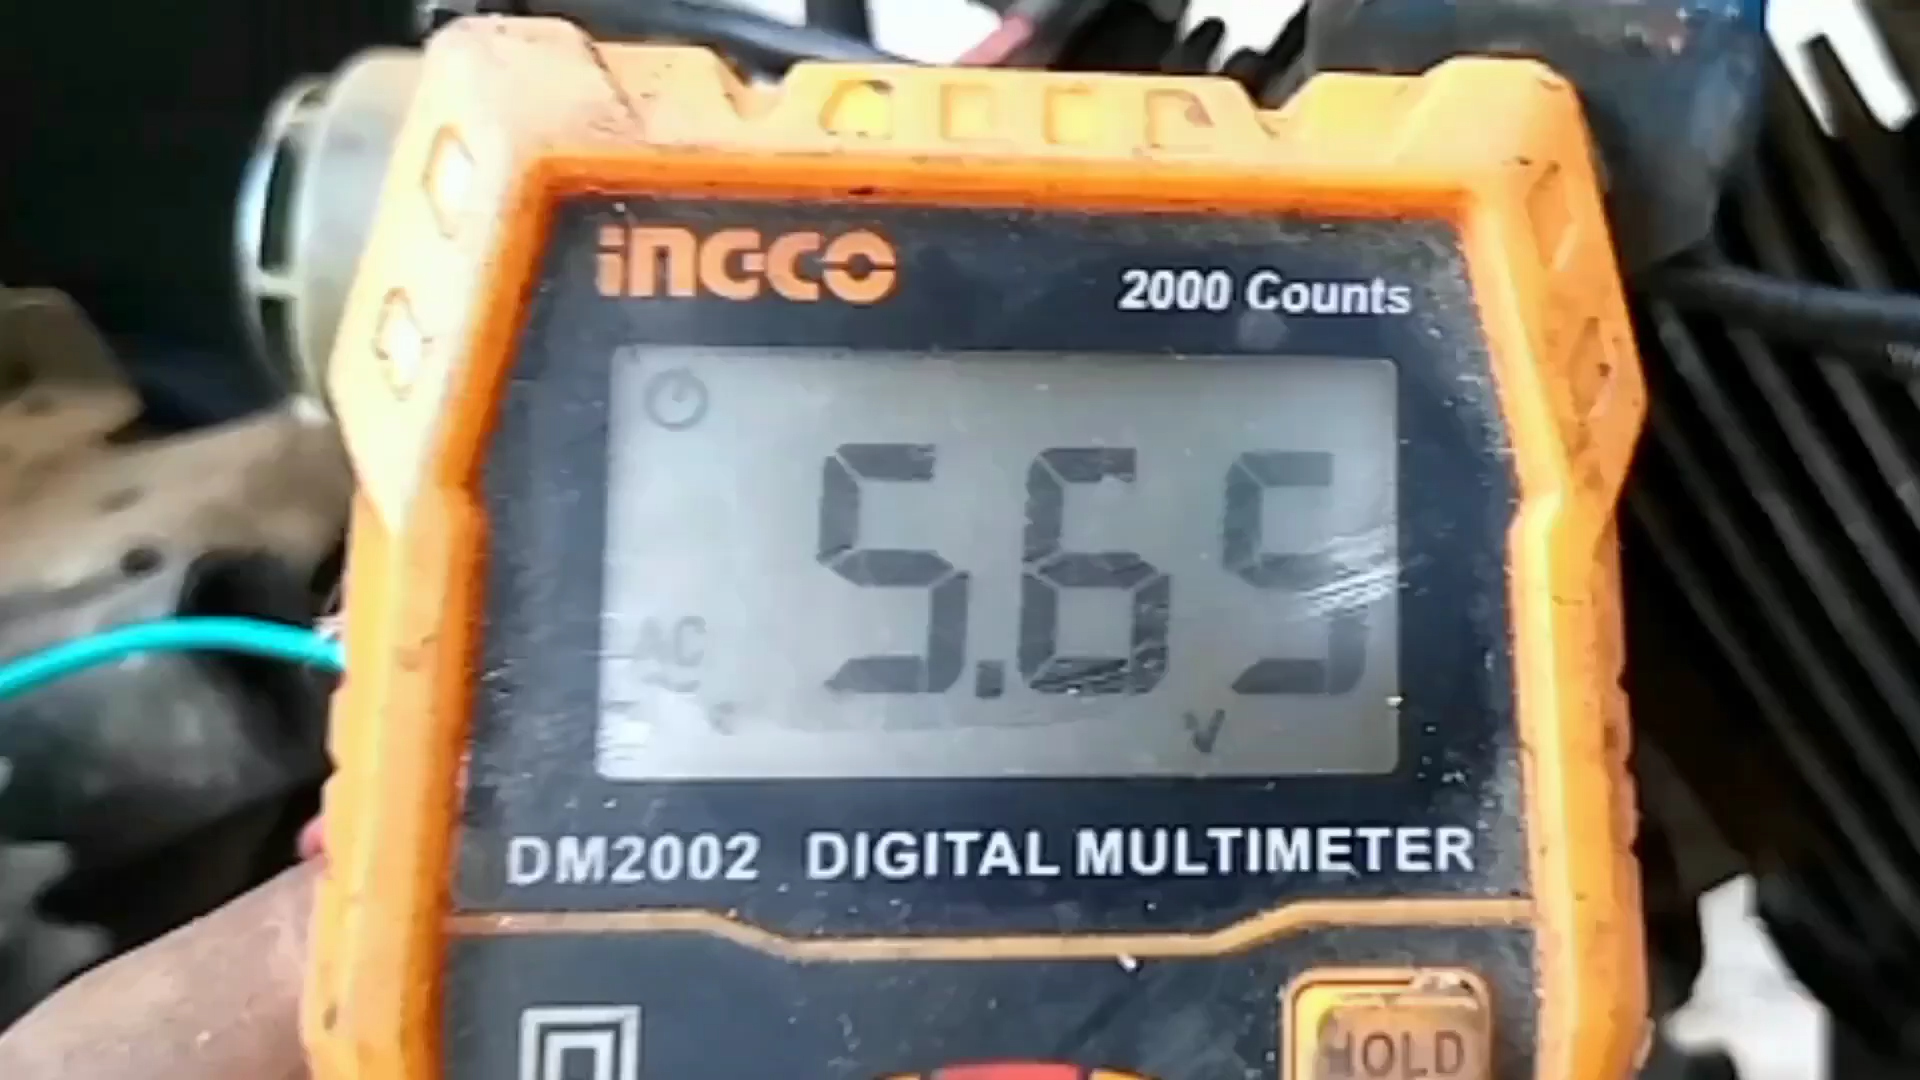 INGCO
2000 Counts
5.65
AC
V
DM2002 DIGITAL MULTIMETER
HOLD